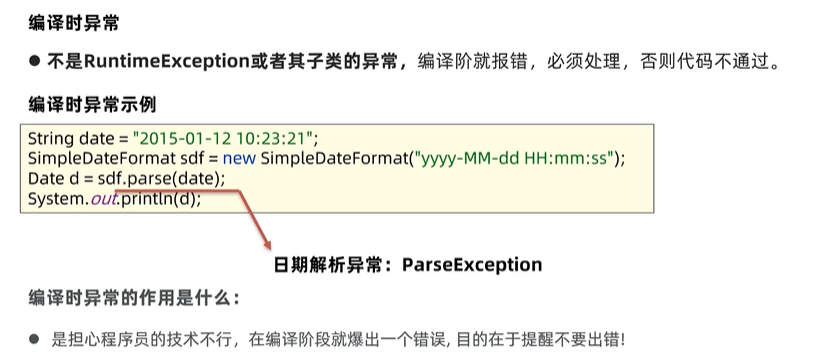 编译时异常
● 不是RuntimeException或者其子类的异常，编译阶就报错，必须处理，否则代码不通过。
编译时异常示例
String date = "2015-01-12 10:23:21";
SimpleDateFormat sdf = new SimpleDateFormat("yyyy-MM-dd HH:mm:ss");
Date d = sdf.parse(date);
System.out.println(d);
日期解析异常：ParseException
编译时异常的作用是什么：
● 是担心程序员的技术不行，在编译阶段就爆出一个错误, 目的在于提醒不要出错!